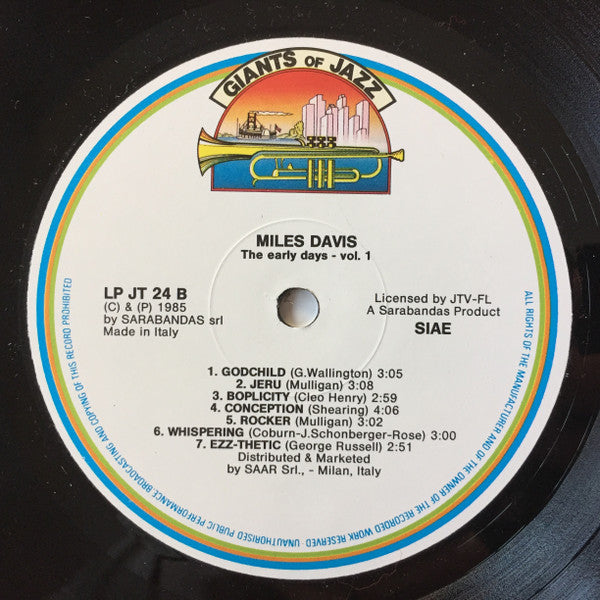 GIANTS OF JAZZ
MILES DAVIS
The early days - vol. 1
LP JT 24 B
(C) & (P) 1985
by SARABANDAS srl
Made in Italy
Licensed by JTV-FL
A Sarabandas Product
SIAE
1. GODCHILD (G.Wallington) 3:05
2. JERU (Mulligan) 3:08
3. BOPLICITY (Cleo Henry) 2:59
4. CONCEPTION (Shearing) 4:06
5. ROCKER (Mulligan) 3:02
6. WHISPERING (Coburn-J.Schonberger-Rose) 3:00
7. EZZ-THETIC (George Russell) 2:51
Distributed & Marketed
by SAAR Srl., - Milan, Italy
ALL RIGHTS OF THE MANUFACTURER AND OF THE OWNER OF THE RECORDED WORK RESERVED· UNAUTHORISED PUBLIC PERFORMANCE· BROADCASTING AND COPYING OF THIS RECORD PROHIBITED